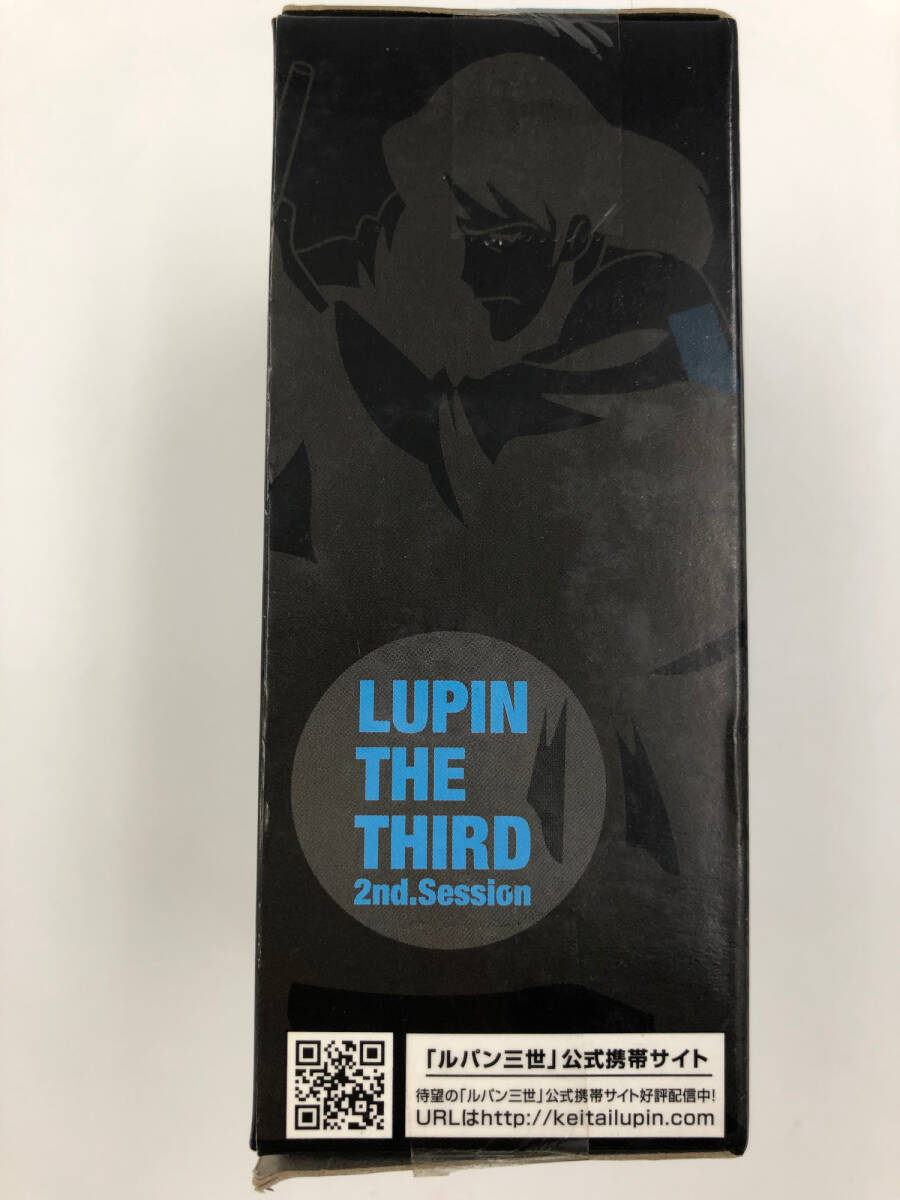 LUPIN
THE
THIRD
2nd.Session
「ルパン三世」公式携帯サイト
待望の「ルパン三世」公式携帯サイト好評配信中!
URLはhttp://keitailupin.com